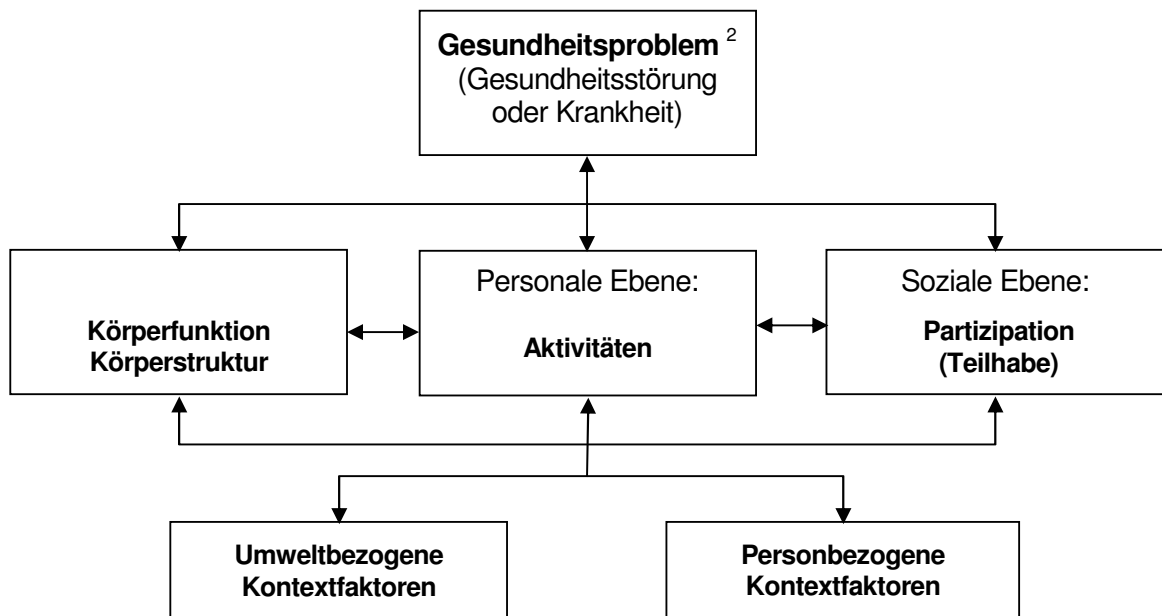 Gesundheitsproblem ²
(Gesundheitsstörung
oder Krankheit)
Körperfunktion
Körperstruktur
Personale Ebene:
Aktivitäten
Soziale Ebene:
Partizipation
(Teilhabe)
Umweltbezogene
Kontextfaktoren
Personbezogene
Kontextfaktoren